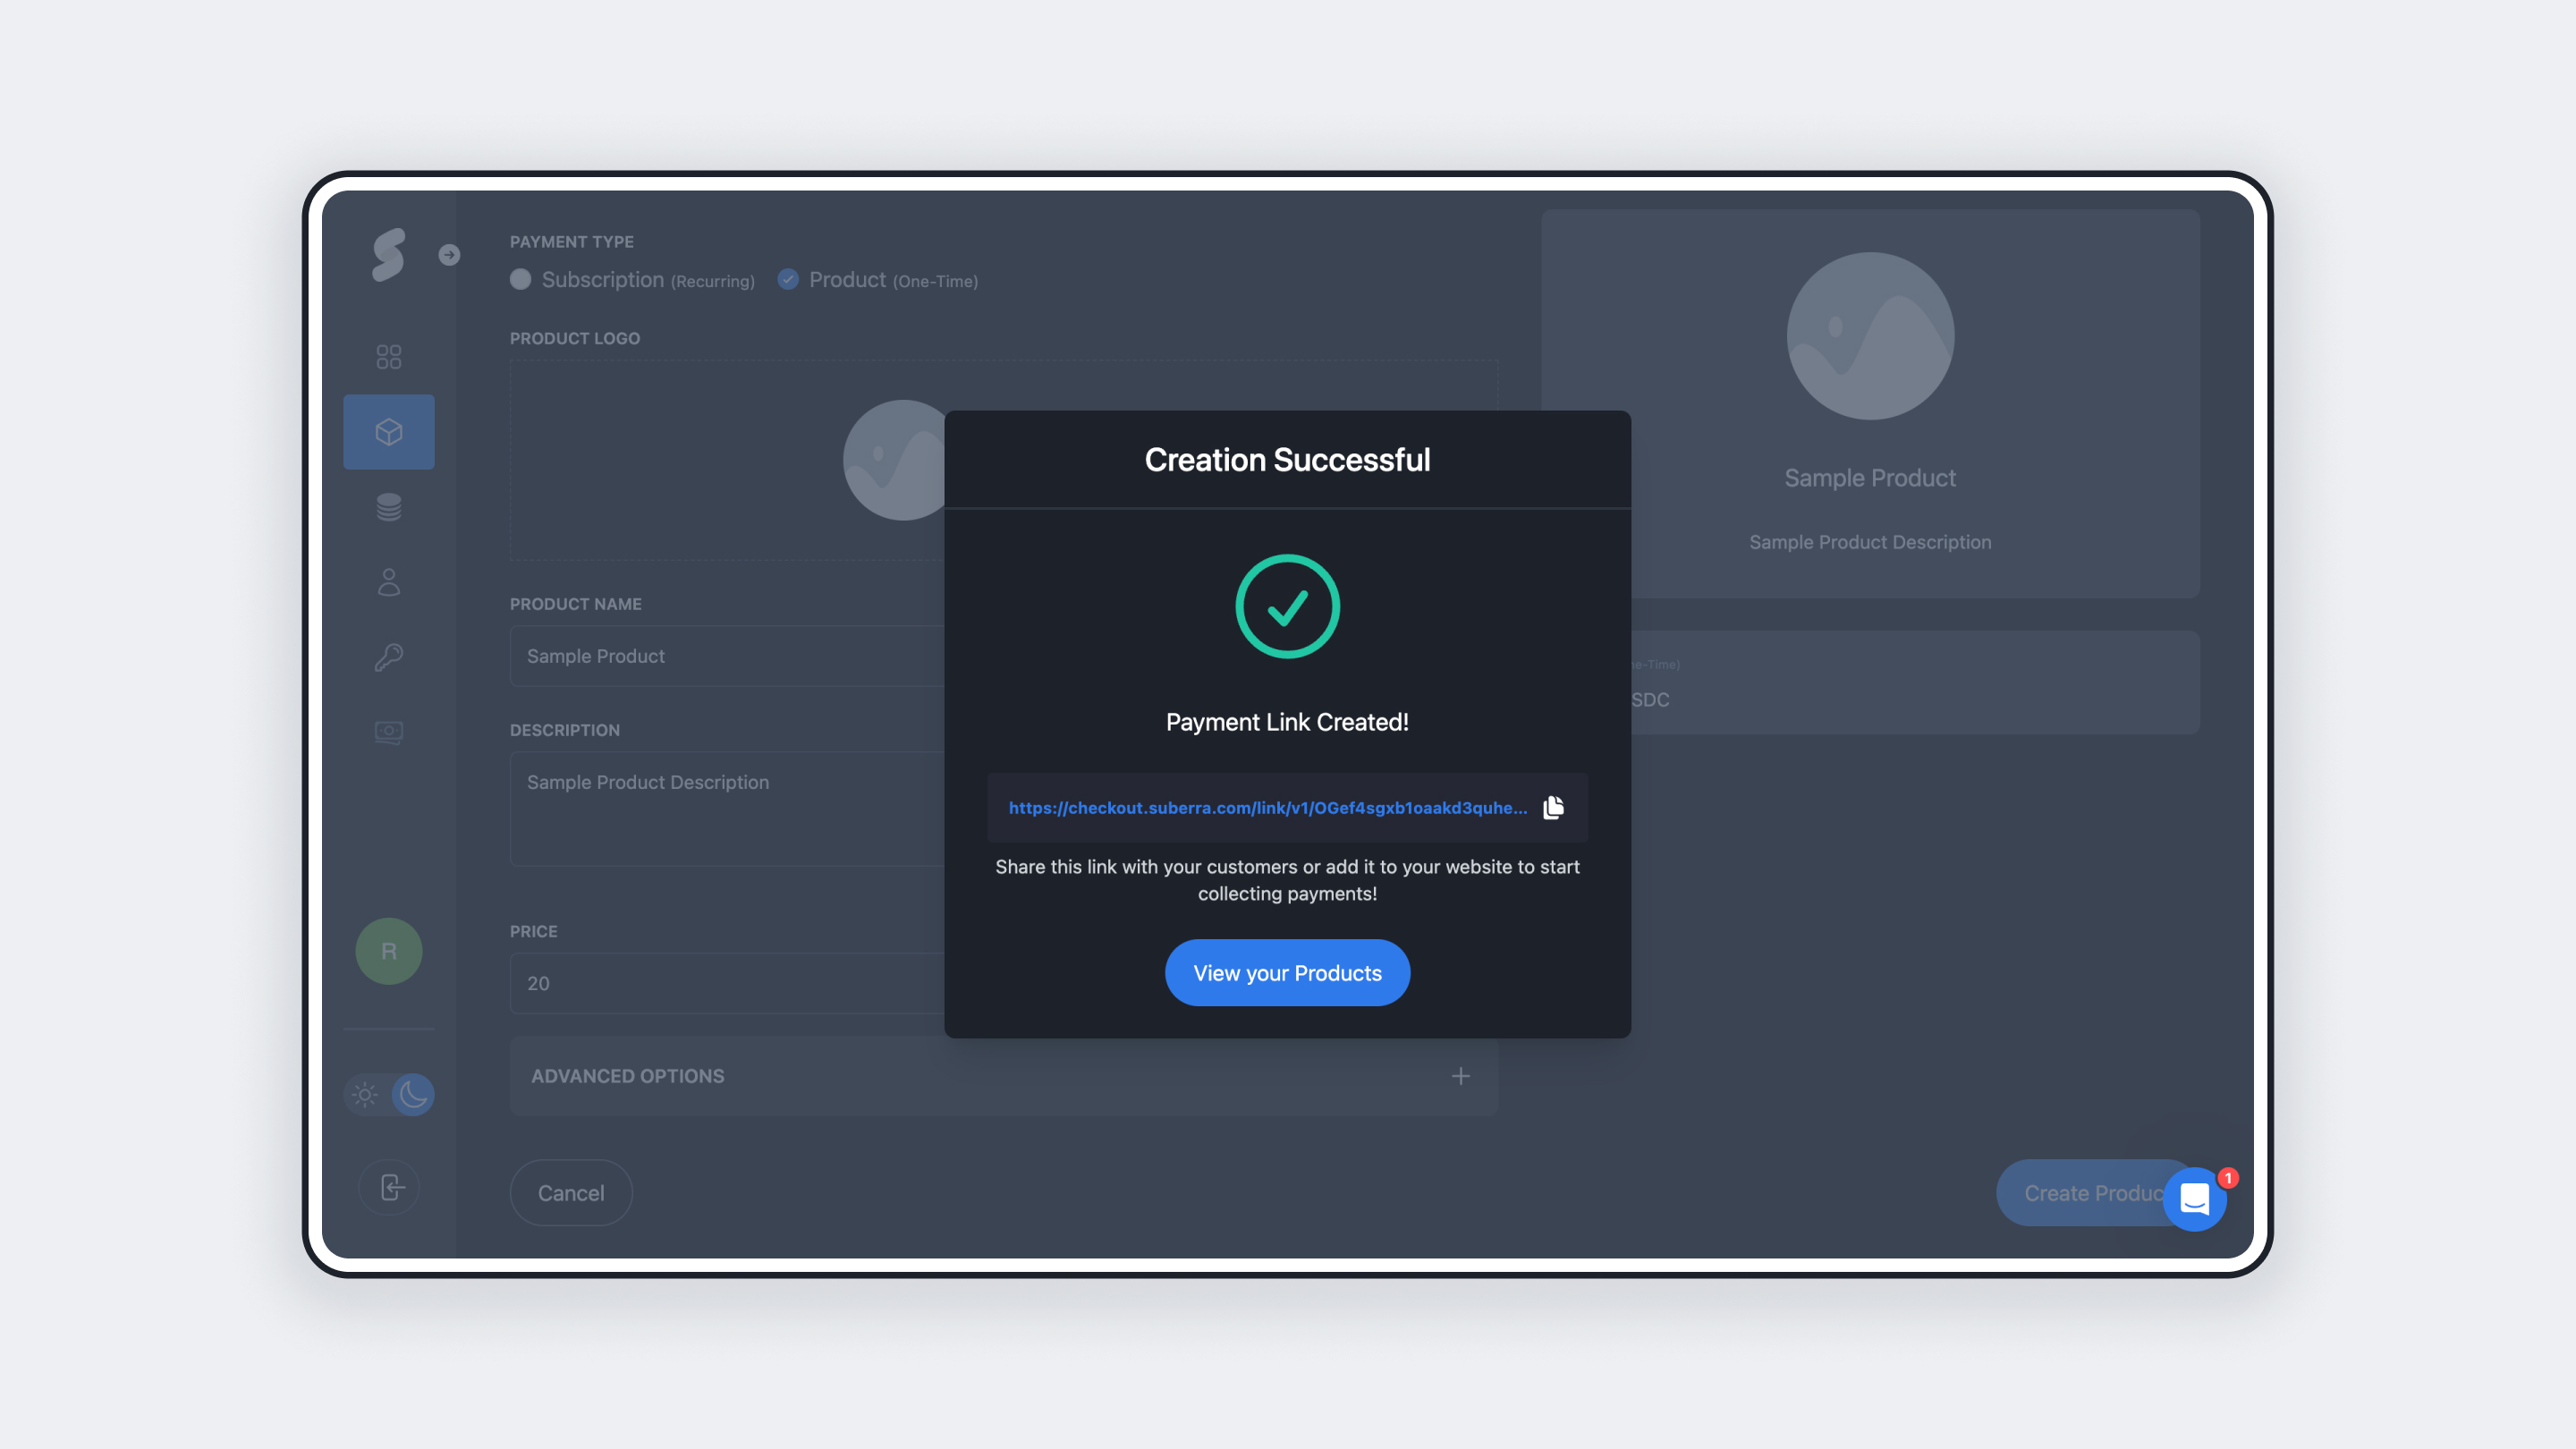 PAYMENT TYPE
Subscription (Recurring) Product (One-Time)
PRODUCT LOGO
PRODUCT NAME
Sample Product
DESCRIPTION
Sample Product Description
PRICE
20
ADVANCED OPTIONS
Cancel
R
Sample Product
Sample Product Description
ne-Time)
SDC
Create Produc
1
Creation Successful
Payment Link Created!
https://checkout.suberra.com/link/v1/OGef4sgxb1oaakd3quhe...
Share this link with your customers or add it to your website to start
collecting payments!
View your Products